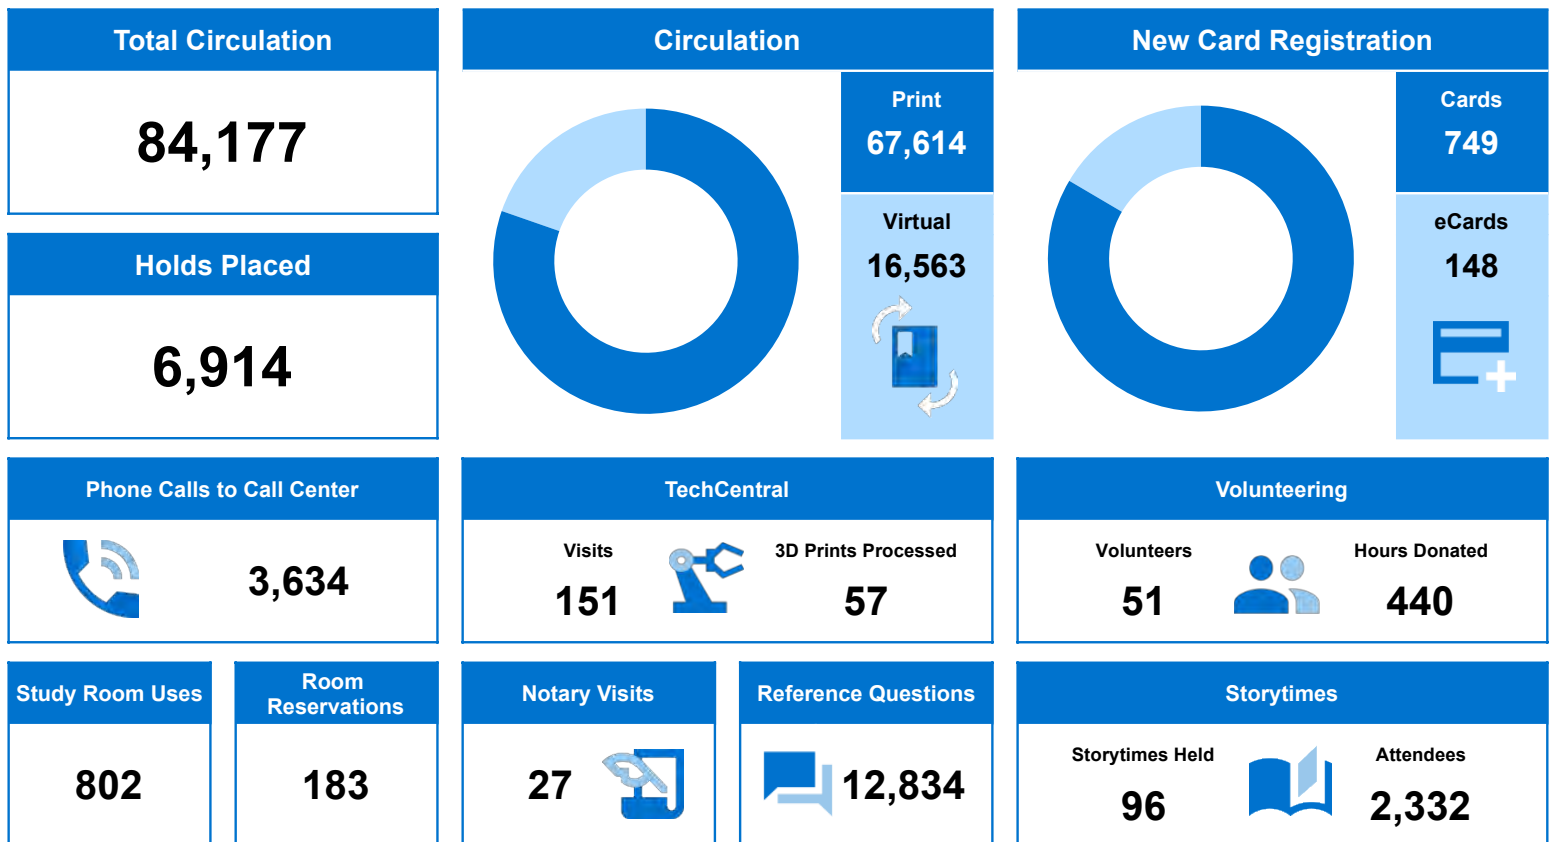 Total Circulation
84,177
Holds Placed
6,914
Circulation
Print
67,614
Virtual
16,563
New Card Registration
Cards
749
eCards
148
Phone Calls to Call Center
3,634
TechCentral
Visits
151
3D Prints Processed
57
Volunteering
Volunteers
51
Hours Donated
440
Study Room Uses
802
Room
Reservations
183
Notary Visits
27
Reference Questions
12,834
Storytimes
Storytimes Held
96
Attendees
2,332